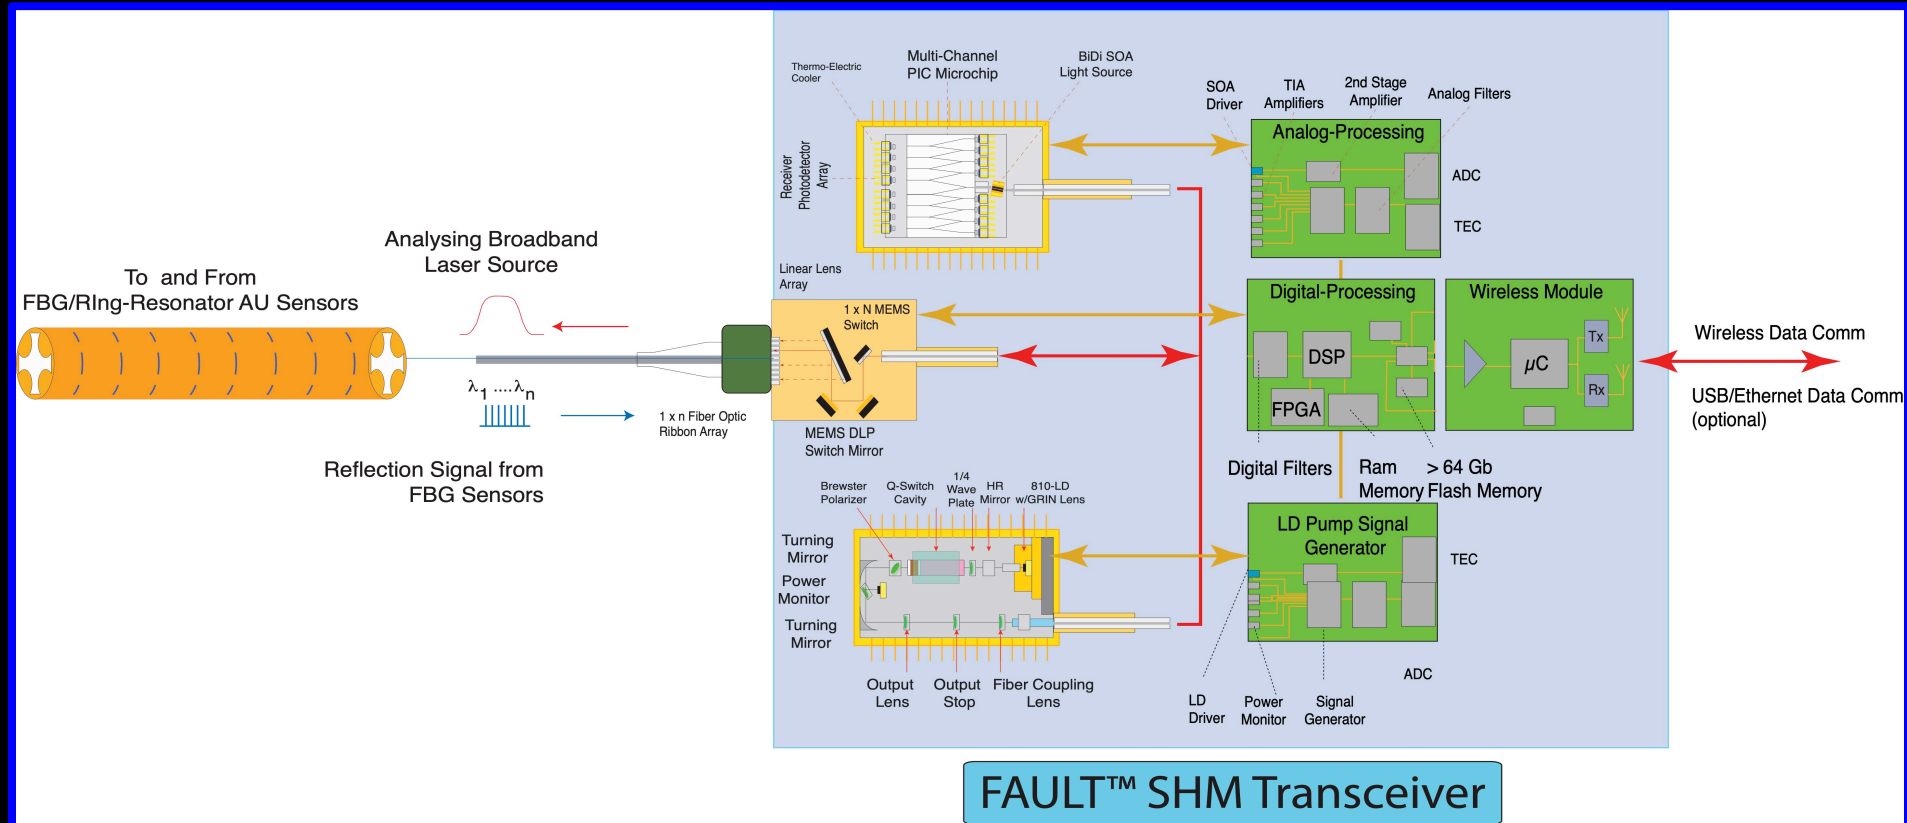 To and From
FBG/RIng-Resonator AU Sensors
Analysing Broadband
Laser Source
λ1 ....λn
Reflection Signal from
FBG Sensors
1 x n Fiber Optic
Ribbon Array
Thermo-Electric
Cooler
Multi-Channel
PIC Microchip
BiDi SOA
Light Source
Receiver
Photodetector
Array
Linear Lens
Array
1 x N MEMS
Switch
MEMS DLP
Switch Mirror
Brewster
Polarizer
Q-Switch
Cavity
1/4
Wave
Plate
HR
Mirror
810-LD
w/GRIN Lens
Turning
Mirror
Power
Monitor
Turning
Mirror
Output
Lens
Output
Stop
Fiber Coupling
Lens
SOA
Driver
TIA
Amplifiers
2nd Stage
Amplifier
Analog Filters
Analog-Processing
ADC
TEC
Digital-Processing
DSP
FPGA
Wireless Module
µC
Tx
Rx
Wireless Data Comm
USB/Ethernet Data Comm
(optional)
Digital Filters
Ram
Memory
> 64 Gb
Flash Memory
LD Pump Signal
Generator
TEC
ADC
LD
Driver
Power
Monitor
Signal
Generator
FAULT™ SHM Transceiver